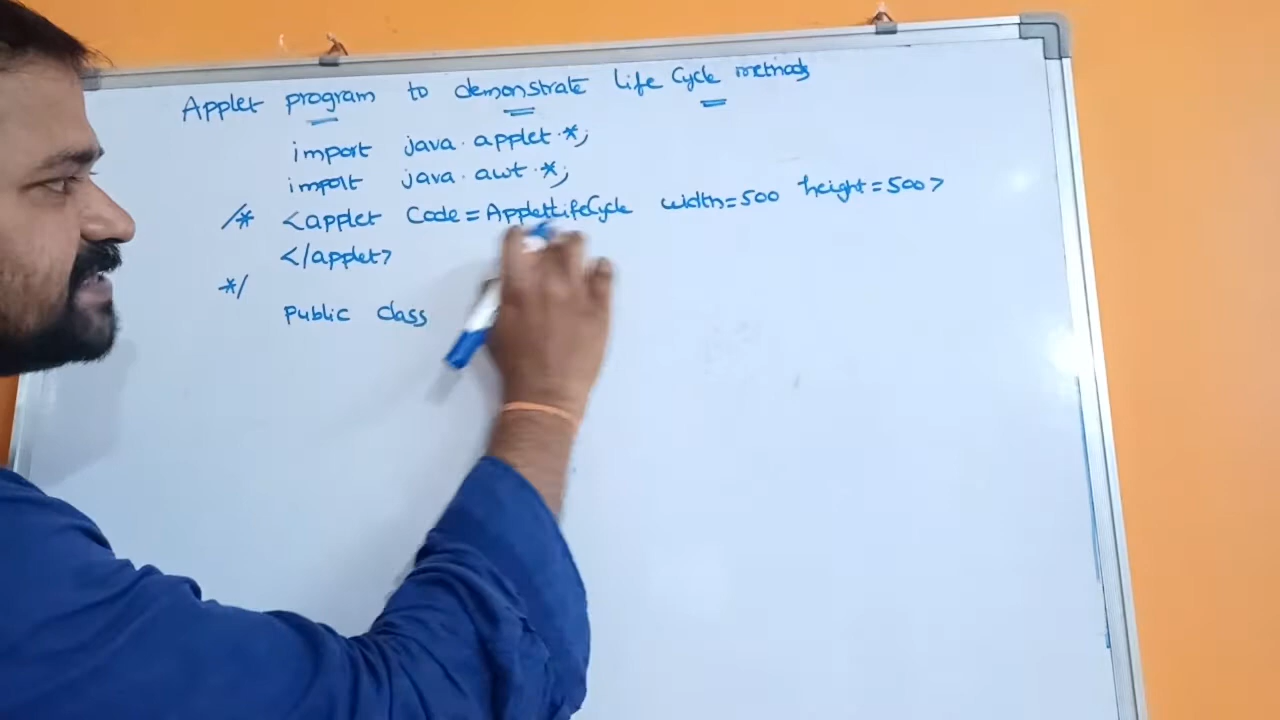 Applet program to demonstrate Life Cycle methods
import java.applet.*;
import java.awt.*;
/* <applet Code=AppletLifeCycle width=500 height=500>
</applet>
*/
public class